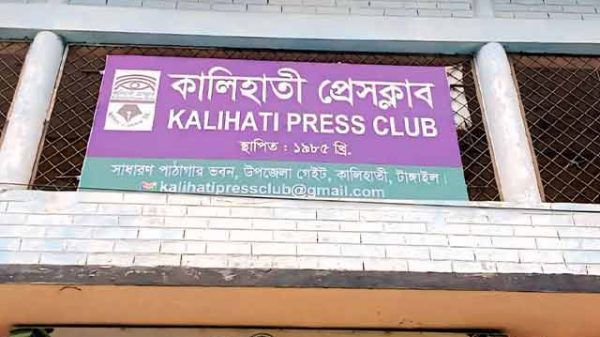 কালিহাতী প্রেসক্লাব
KALIHATI PRESS CLUB
স্থাপিত : ১৯৮৫ খ্রি.
সাধারণ পাঠাগার ভবন, উপজেলা গেইট, কালিহাতী, টাঙ্গাইল।
kalihatipressclub@gmail.com